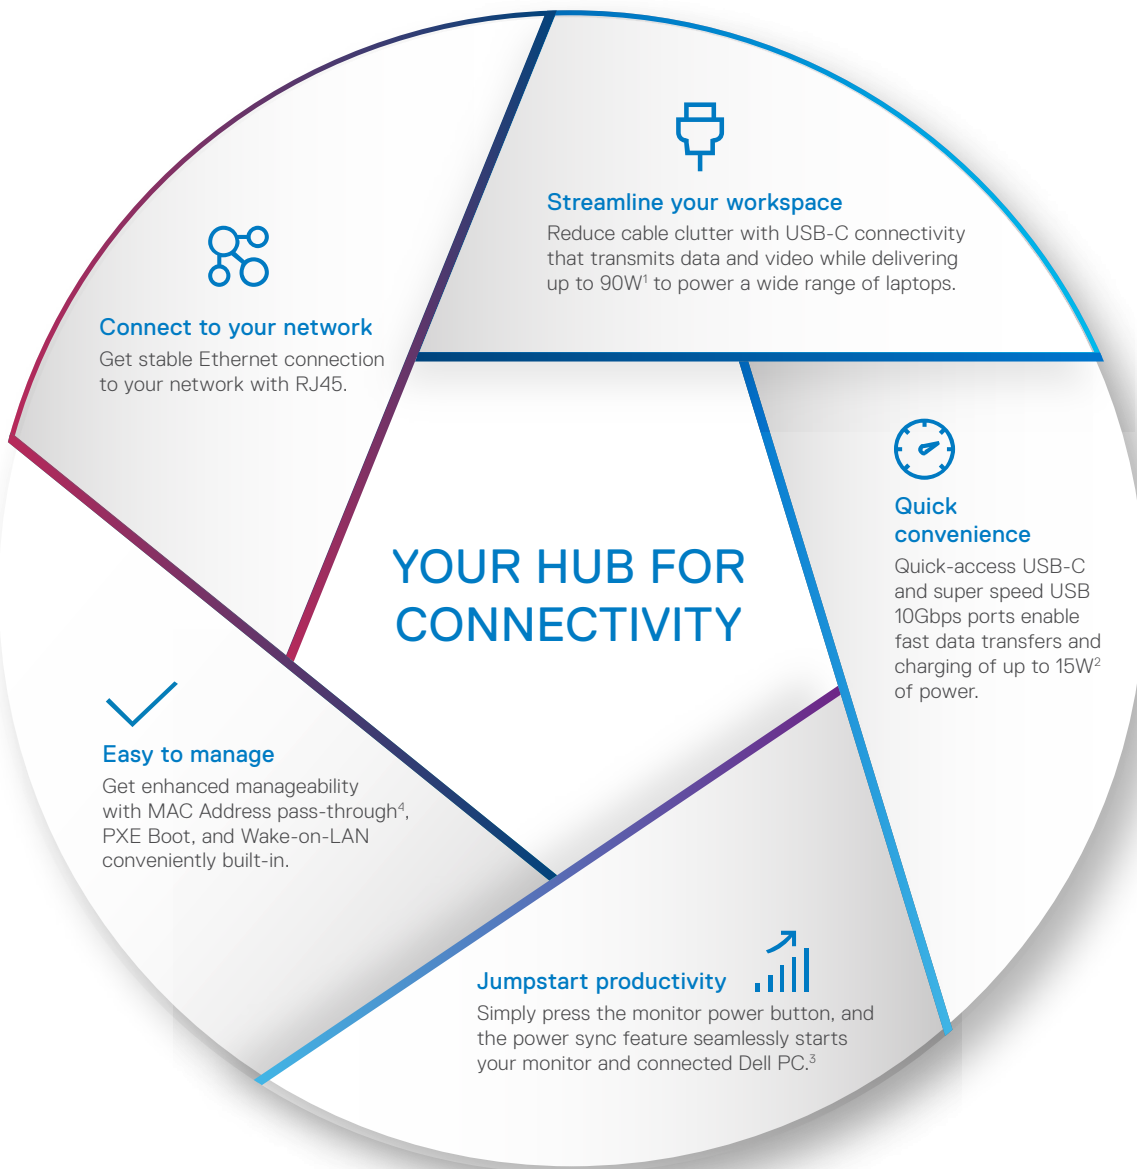 Streamline your workspace
Reduce cable clutter with USB-C connectivity
that transmits data and video while delivering
up to 90W¹ to power a wide range of laptops.
Connect to your network
Get stable Ethernet connection
to your network with RJ45.
Quick
convenience
Quick-access USB-C
and super speed USB
10Gbps ports enable
fast data transfers and
charging of up to 15W²
of power.
YOUR HUB FOR
CONNECTIVITY
Easy to manage
Get enhanced manageability
with MAC Address pass-through⁴,
PXE Boot, and Wake-on-LAN
conveniently built-in.
Jumpstart productivity
Simply press the monitor power button, and
the power sync feature seamlessly starts
your monitor and connected Dell PC.³